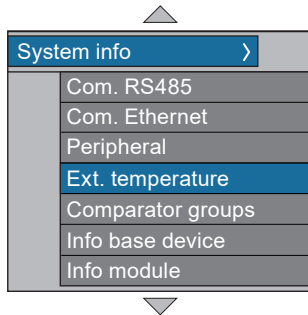 System info
Com. RS485
Com. Ethernet
Peripheral
Ext. temperature
Comparator groups
Info base device
Info module